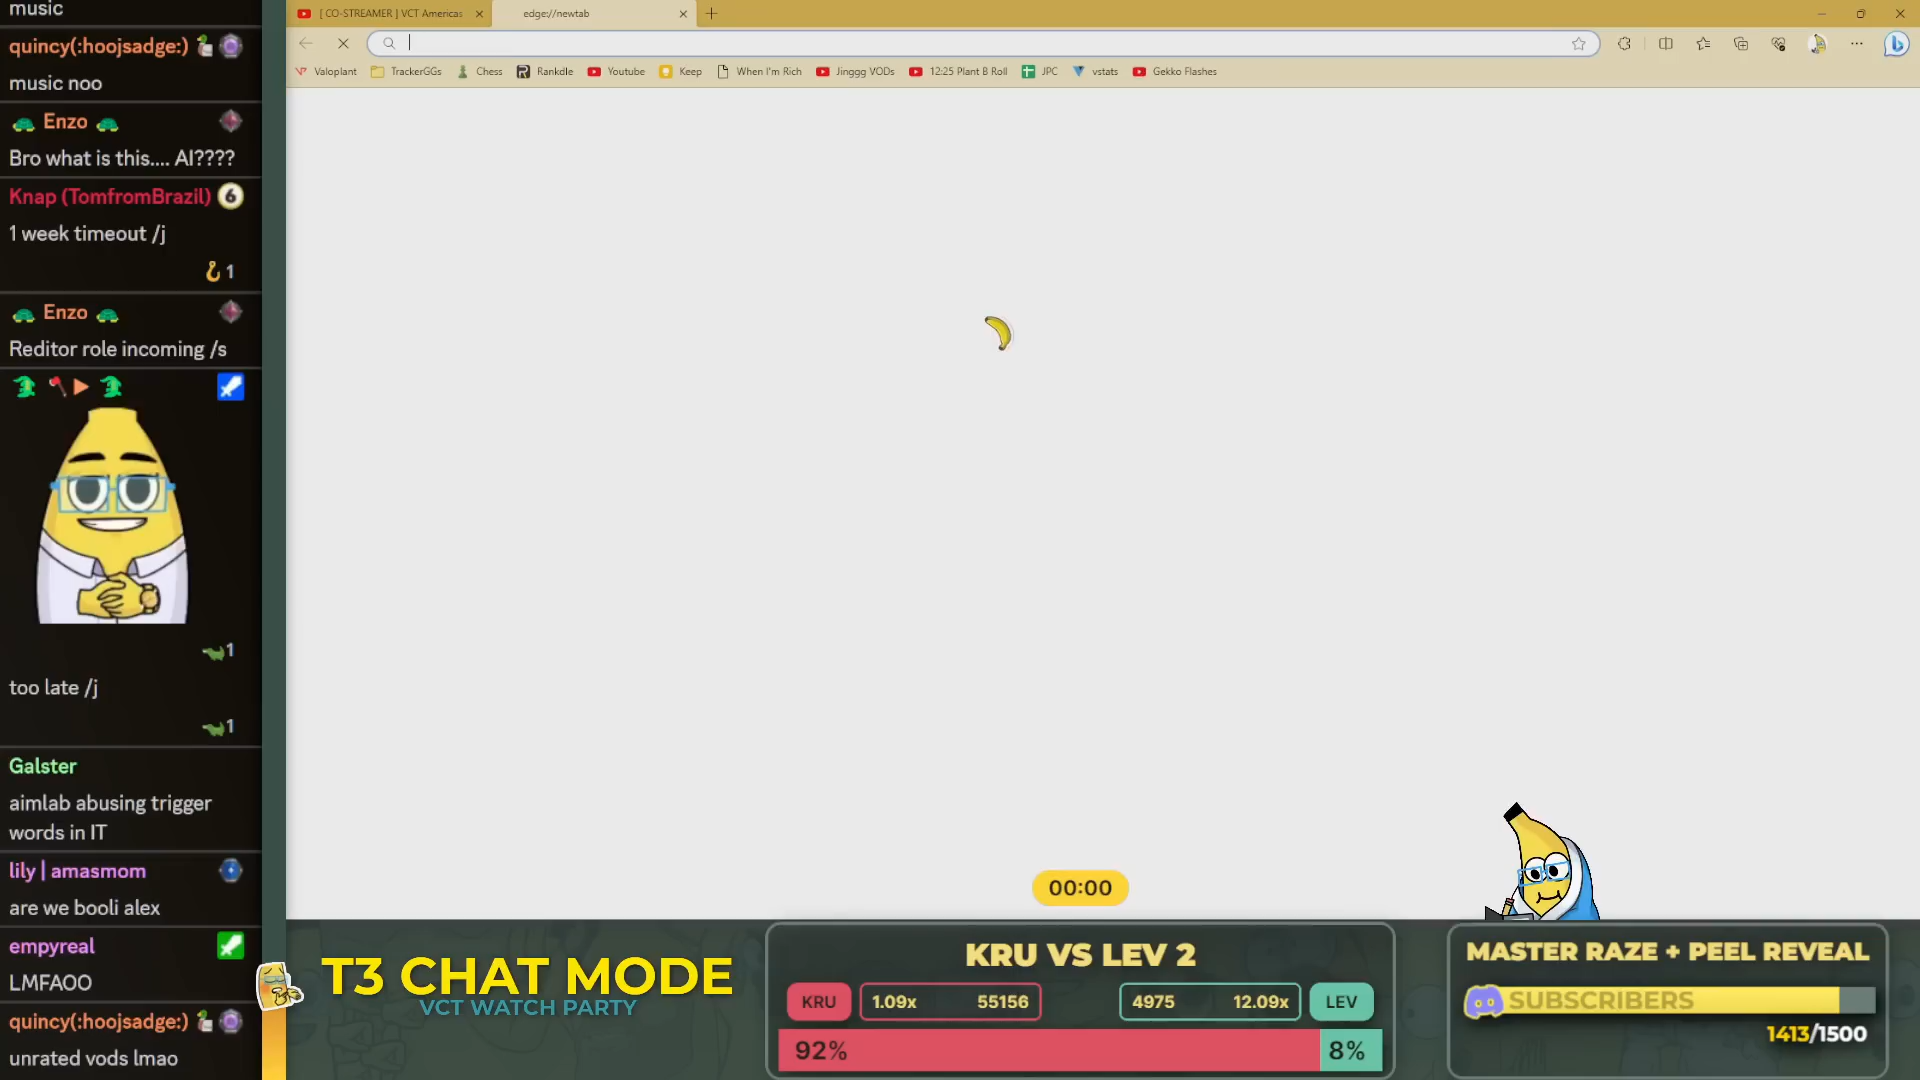 music
quincy(:hoojsadge:)
music noo
Enzo
Bro what is this.... AI????
Knap (TomfromBrazil) 6
1 week timeout /j
1
Enzo
Reditor role incoming /s
1
too late /j
1
Galster
aimlab abusing trigger
words in IT
lily | amasmom
are we booli alex
empyreal
LMFAOO
quincy(:hoojsadge:)
unrated vods lmao
[ CO-STREAMER ] VCT Americas
edge://newtab
Valoplant
TrackerGGs
Chess
Rankdle
Youtube
Keep
When I'm Rich
Jinggg VODs
12:25 Plant B Roll
JPC
vstats
Gekko Flashes
00:00
T3 CHAT MODE
VCT WATCH PARTY
KRU VS LEV 2
KRU 1.09x 55156 4975 12.09x LEV
92% 8%
MASTER RAZE + PEEL REVEAL
SUBSCRIBERS
1413/1500